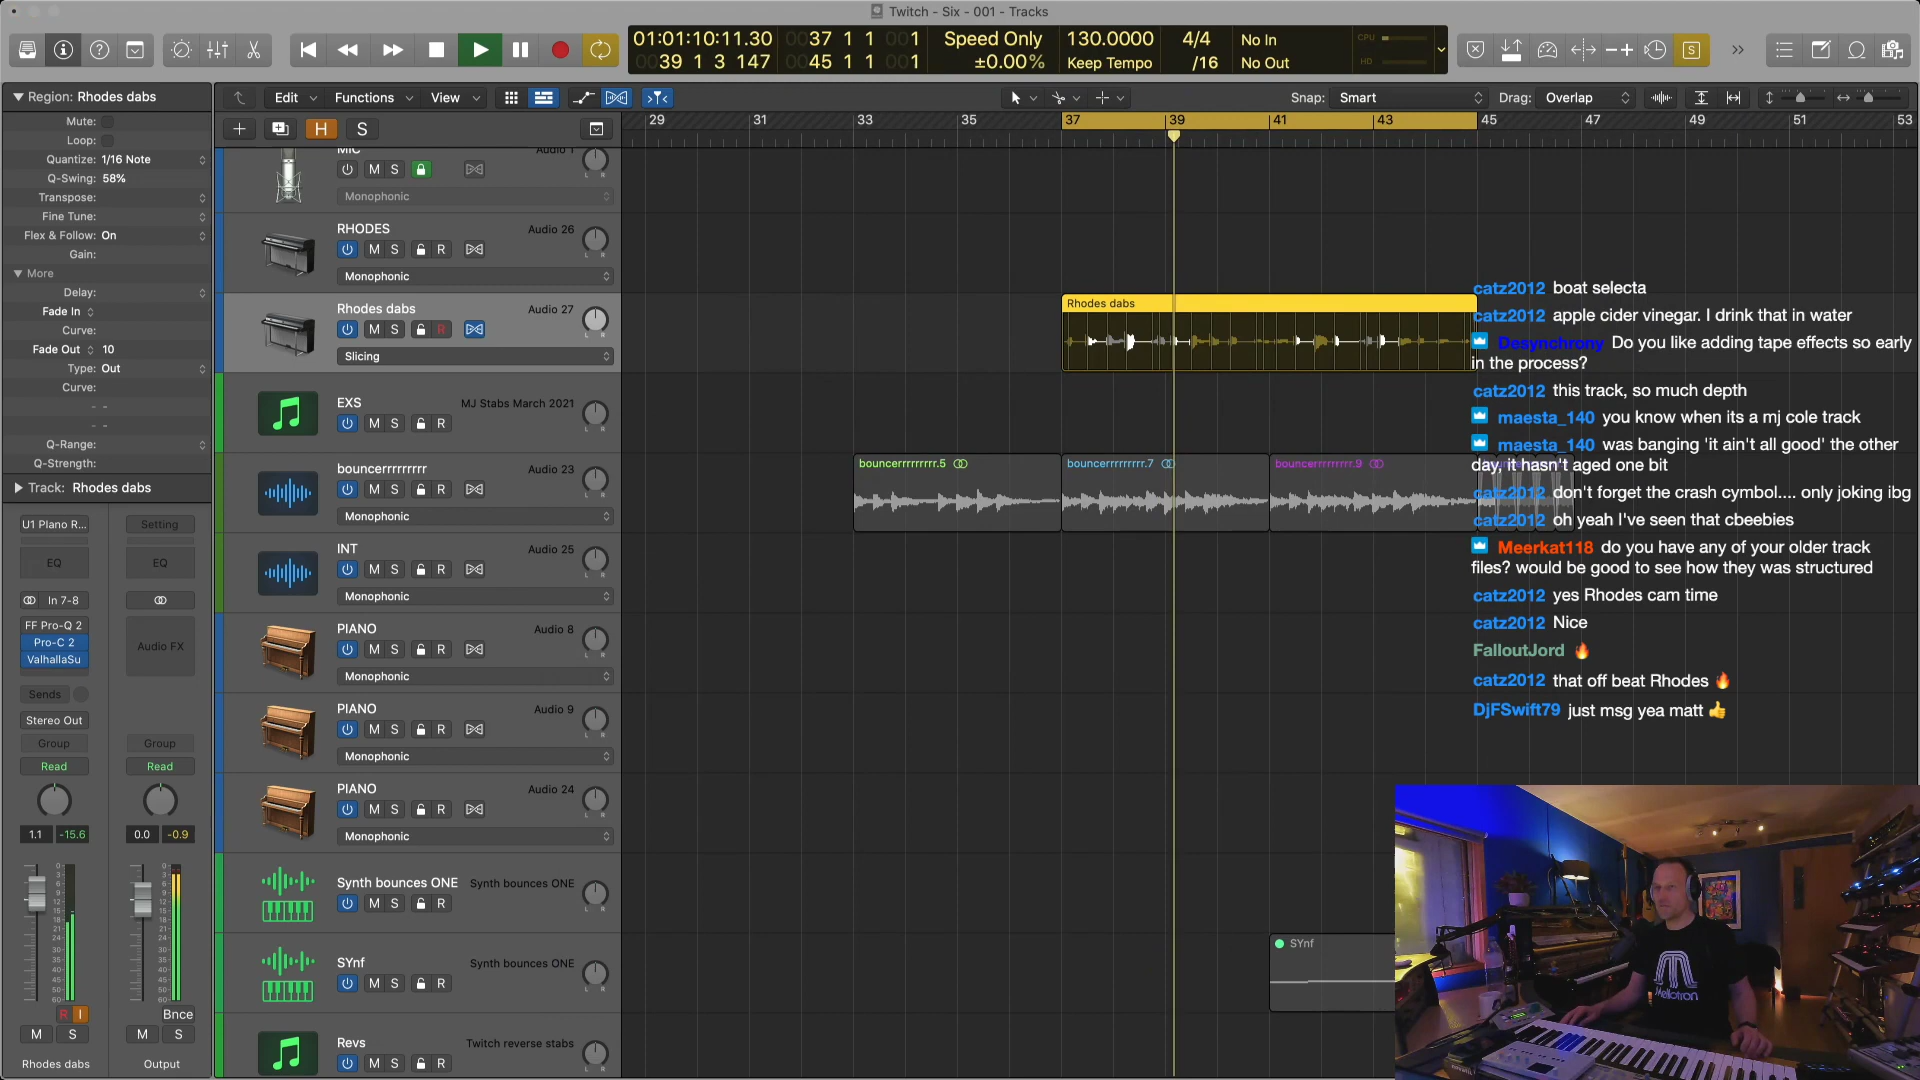 Twitch - Six - 001 - Tracks
01:01:10:11.30
0037 1 1 001
Speed Only
130.0000
4/4
No In
CPU
0039 1 3 147
0045 1 1 001
±0.00%
Keep Tempo
/16
No Out
HD
Region: Rhodes dabs
Edit
Functions
View
Snap: Smart
Drag: Overlap
Mute:
Loop:
Quantize: 1/16 Note
Q-Swing: 58%
Transpose:
Fine Tune:
Flex & Follow: On
Gain:
More
Delay:
Fade In
Curve:
Fade Out 10
Type: Out
Curve:
Q-Range:
Q-Strength:
Track: Rhodes dabs
U1 Piano R...
Setting
EQ
EQ
In 7-8
FF Pro-Q 2
Pro-C 2
ValhallaSu
Audio FX
Sends
Stereo Out
Group
Group
Read
Read
1.1 -15.6
0.0 -0.9
R I
Bnce
M S
M S
Rhodes dabs
Output
H S
29 31 33 35 37 39 41 43 45 47 49 51 53
MIC
Audio 1
M S
Monophonic
RHODES
Audio 26
M S R
Monophonic
Rhodes dabs
Audio 27
M S R
Slicing
EXS
MJ Stabs March 2021
M S R
bouncerrrrrrrrr
Audio 23
M S R
Monophonic
INT
Audio 25
M S R
Monophonic
PIANO
Audio 8
M S R
Monophonic
PIANO
Audio 9
M S R
Monophonic
PIANO
Audio 24
M S R
Monophonic
Synth bounces ONE
Synth bounces ONE
M S R
SYnf
Synth bounces ONE
M S R
Revs
Twitch reverse stabs
M S R
Rhodes dabs
bouncerrrrrrrrr.5
bouncerrrrrrrrr.7
bouncerrrrrrrrr.9
SYnf
catz2012 boat selecta
catz2012 apple cider vinegar. I drink that in water
Desynchrony Do you like adding tape effects so early
in the process?
catz2012 this track, so much depth
maesta_140 you know when its a mj cole track
maesta_140 was banging 'it ain't all good' the other
day, it hasn't aged one bit
catz2012 don't forget the crash cymbol.... only joking ibg
catz2012 oh yeah I've seen that cbeebies
Meerkat118 do you have any of your older track
files? would be good to see how they was structured
catz2012 yes Rhodes cam time
catz2012 Nice
FalloutJord 🔥
catz2012 that off beat Rhodes 🔥
DjFSwift79 just msg yea matt 👍
Mellotron